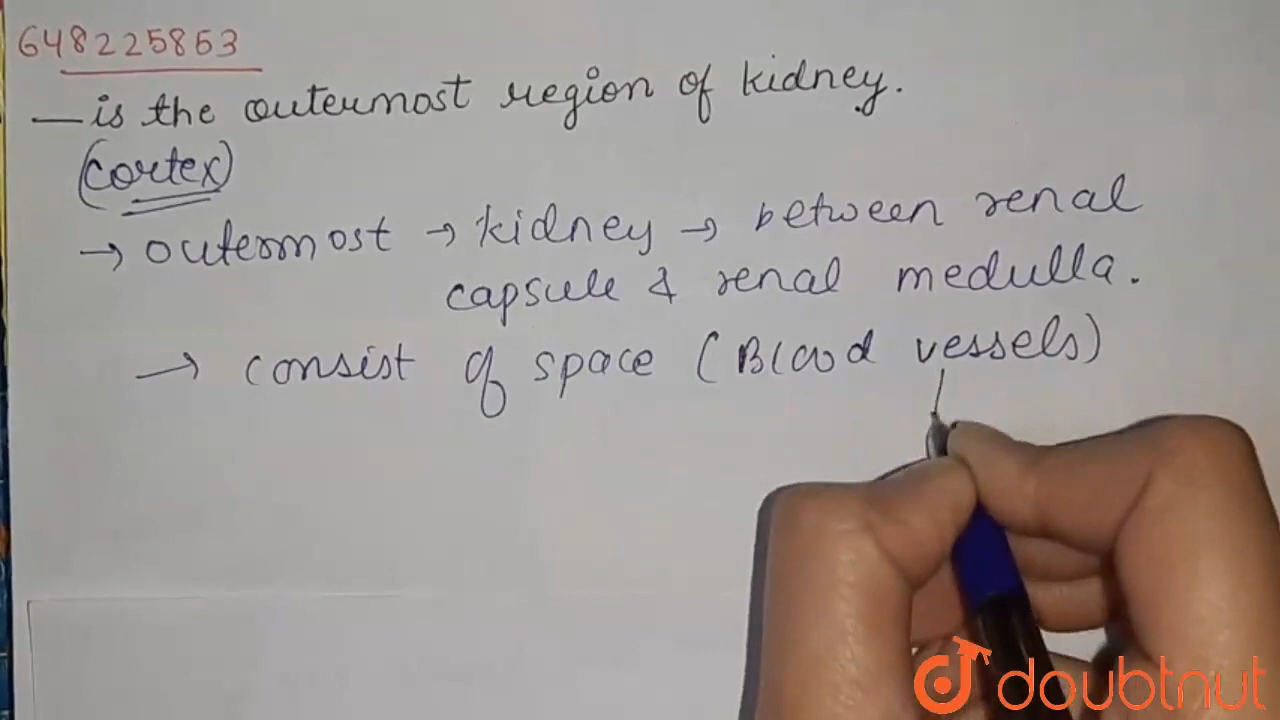 648225853
— is the outermost region of kidney.
(cortex)
→ outermost → kidney → between renal
capsule & renal medulla.
→ consist of space (Blood vessels)
doubtnut